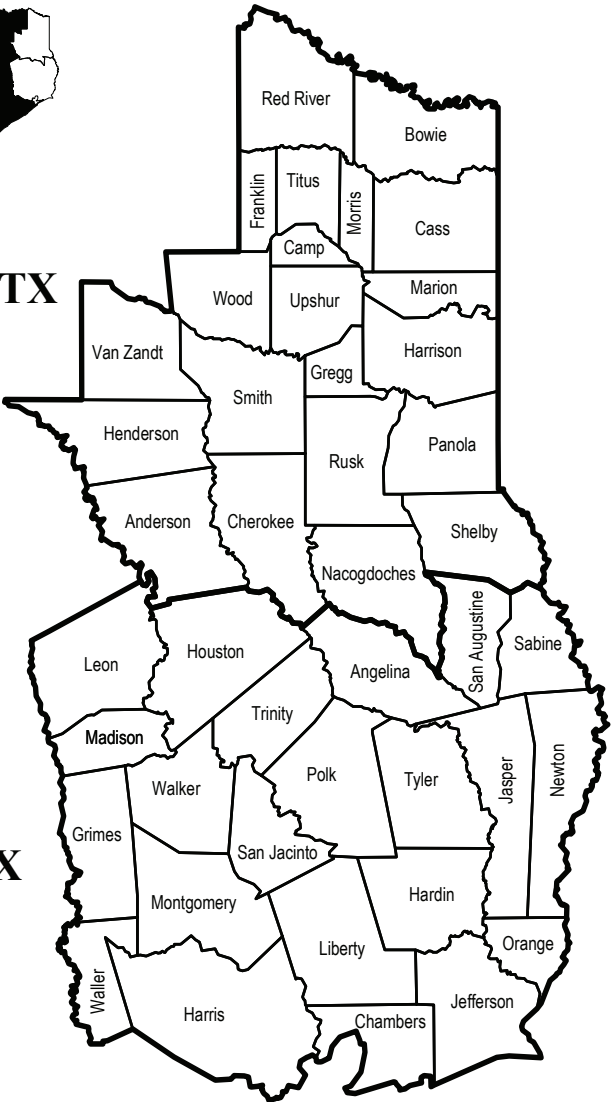 Red River
Bowie
Franklin
Titus
Morris
Cass
Camp
TX
Wood
Upshur
Marion
Van Zandt
Gregg
Harrison
Smith
Henderson
Rusk
Panola
Anderson
Cherokee
Shelby
Nacogdoches
San Augustine
Sabine
Leon
Houston
Angelina
Trinity
Madison
Walker
Polk
Tyler
Jasper
Newton
Grimes
San Jacinto
X
Montgomery
Hardin
Liberty
Orange
Waller
Harris
Chambers
Jefferson